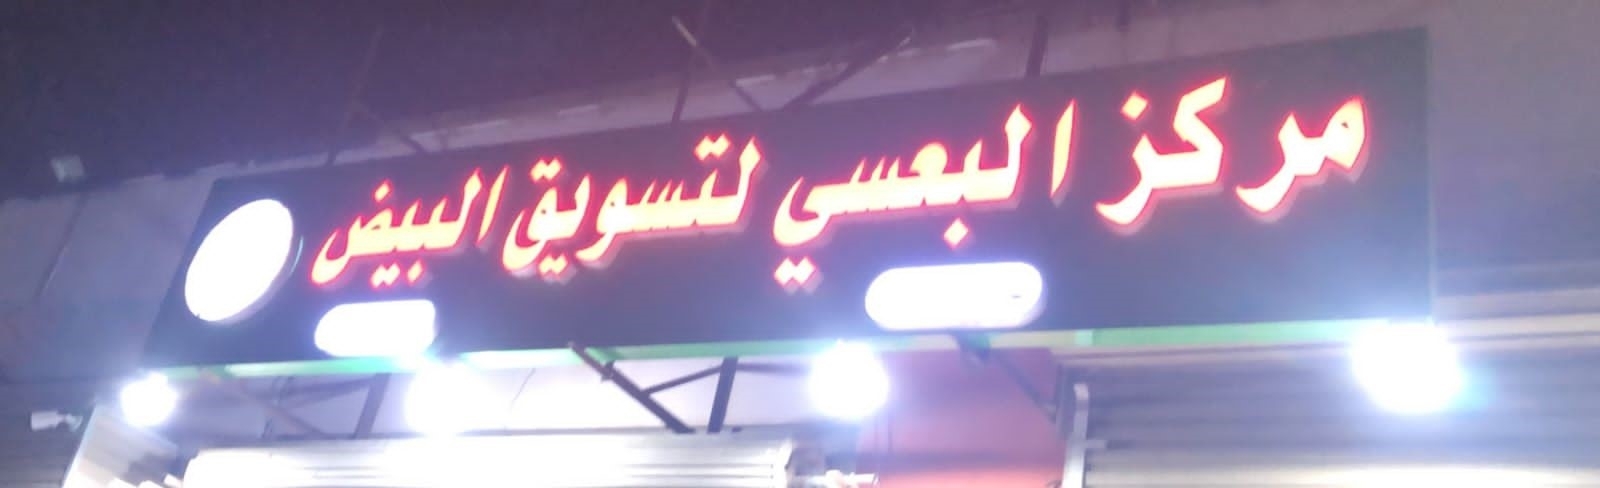 مركز البعسي لتسويق البيض